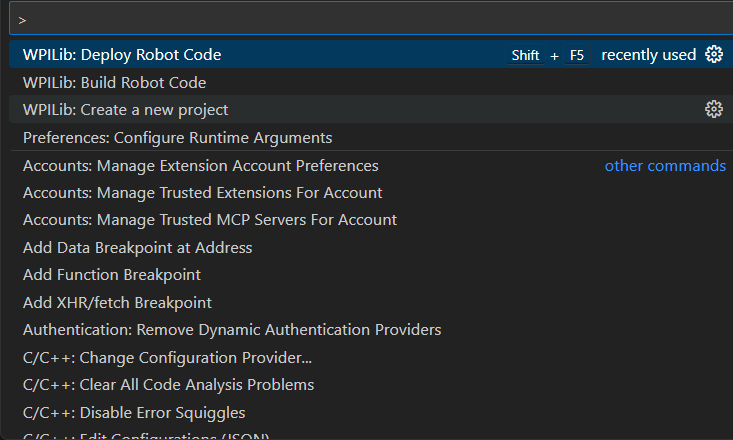 >
WPILib: Deploy Robot Code Shift + F5 recently used
WPILib: Build Robot Code
WPILib: Create a new project
Preferences: Configure Runtime Arguments
Accounts: Manage Extension Account Preferences other commands
Accounts: Manage Trusted Extensions For Account
Accounts: Manage Trusted MCP Servers For Account
Add Data Breakpoint at Address
Add Function Breakpoint
Add XHR/fetch Breakpoint
Authentication: Remove Dynamic Authentication Providers
C/C++: Change Configuration Provider...
C/C++: Clear All Code Analysis Problems
C/C++: Disable Error Squiggles
C/C++: Edit Configurations (JSON)